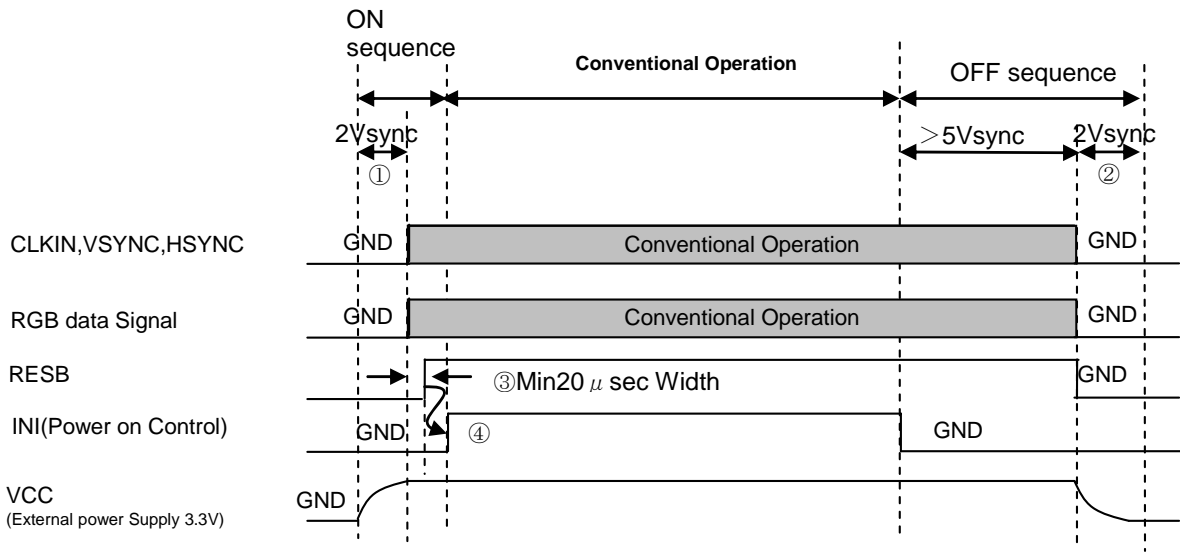 ON
sequence
Conventional Operation
OFF sequence
2Vsync
>5Vsync
2Vsync
①
②
CLKIN,VSYNC,HSYNC
GND
Conventional Operation
GND
RGB data Signal
GND
Conventional Operation
GND
RESB
③Min20 μ sec Width
GND
INI(Power on Control)
GND
④
GND
VCC
(External power Supply 3.3V)
GND